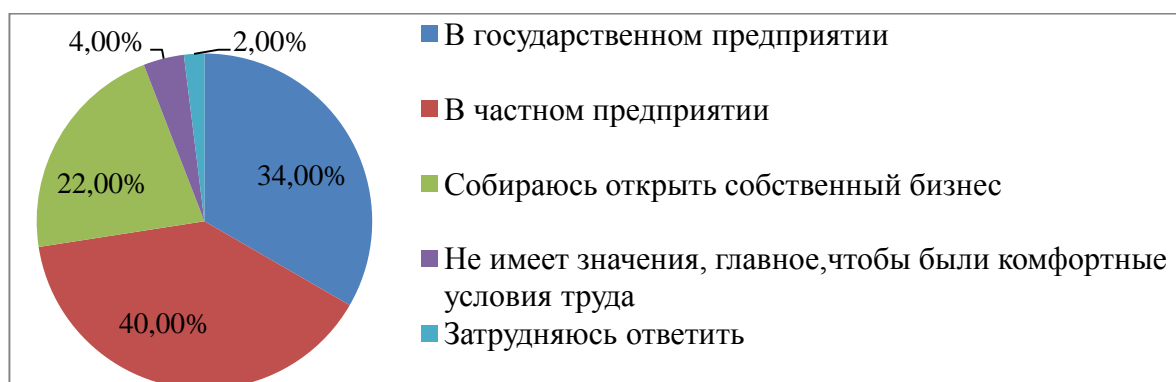 4,00%
2,00%
34,00%
22,00%
40,00%
В государственном предприятии
В частном предприятии
Собираюсь открыть собственный бизнес
Не имеет значения, главное,чтобы были комфортные
условия труда
Затрудняюсь ответить